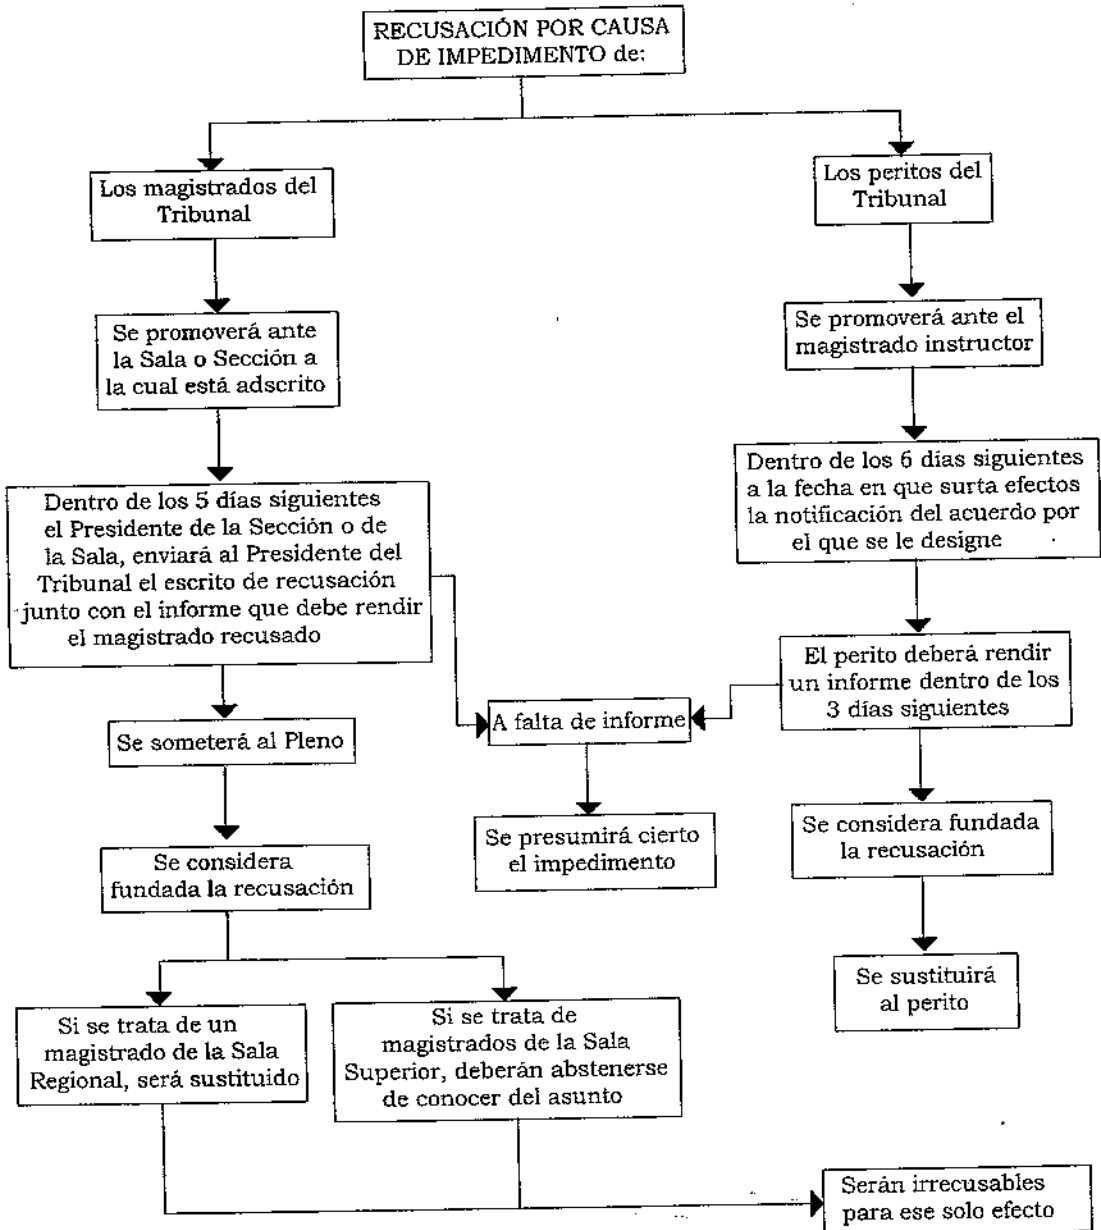 RECUSACIÓN POR CAUSA
DE IMPEDIMENTO de:
Los magistrados del
Tribunal
Los peritos del
Tribunal
Se promoverá ante
la Sala o Sección a
la cual está adscrito
Se promoverá ante el
magistrado instructor
Dentro de los 5 días siguientes
el Presidente de la Sección o de
la Sala, enviará al Presidente del
Tribunal el escrito de recusación
junto con el informe que debe rendir
el magistrado recusado
Dentro de los 6 días siguientes
a la fecha en que surta efectos
la notificación del acuerdo por
el que se le designe
El perito deberá rendir
un informe dentro de los
3 días siguientes
A falta de informe
Se someterá al Pleno
Se presumirá cierto
el impedimento
Se considera fundada
la recusación
Se considera
fundada la recusación
Se sustituirá
al perito
Si se trata de un
magistrado de la Sala
Regional, será sustituido
Si se trata de
magistrados de la Sala
Superior, deberán abstenerse
de conocer del asunto
Serán irrecusables
para ese solo efecto